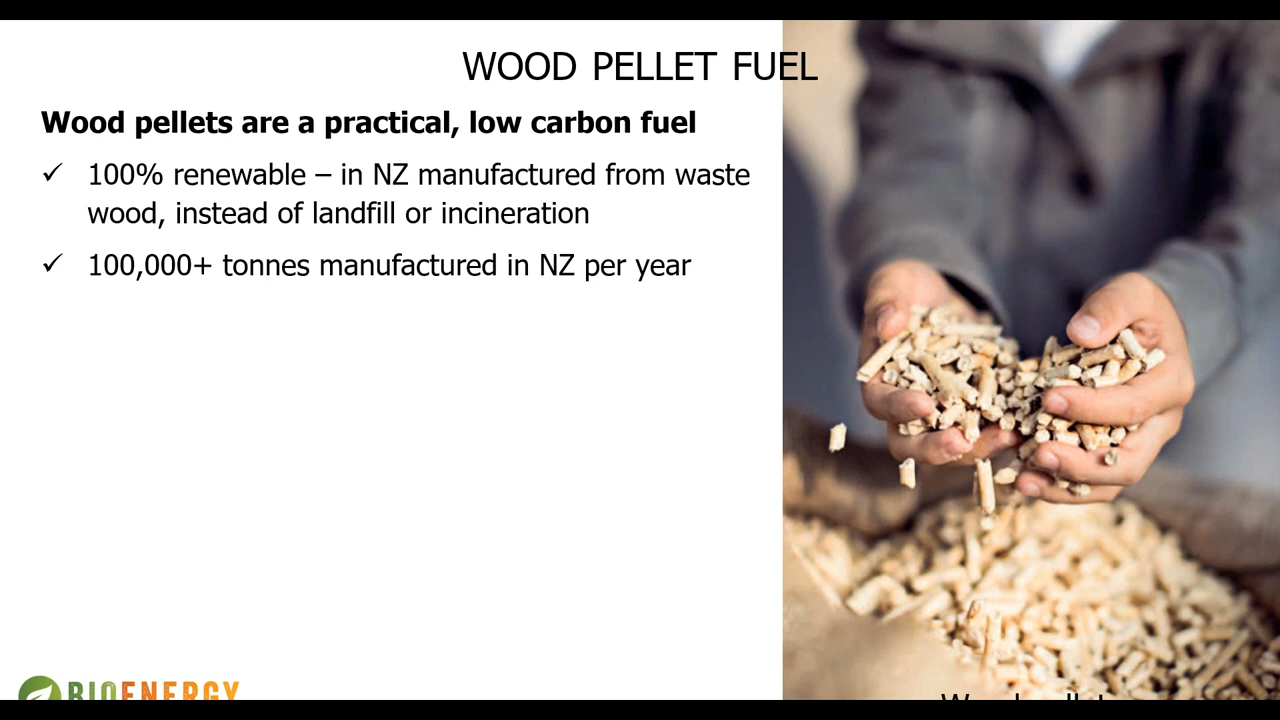 WOOD PELLET FUEL
Wood pellets are a practical, low carbon fuel
✓ 100% renewable – in NZ manufactured from waste
wood, instead of landfill or incineration
✓ 100,000+ tonnes manufactured in NZ per year
BIOENERGY